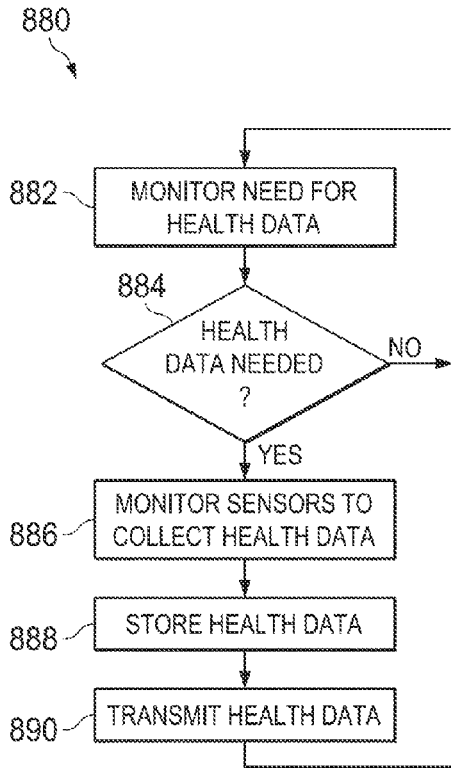 880
882
MONITOR NEED FOR
HEALTH DATA
884
HEALTH
DATA NEEDED
?
NO
YES
886
MONITOR SENSORS TO
COLLECT HEALTH DATA
888
STORE HEALTH DATA
890
TRANSMIT HEALTH DATA